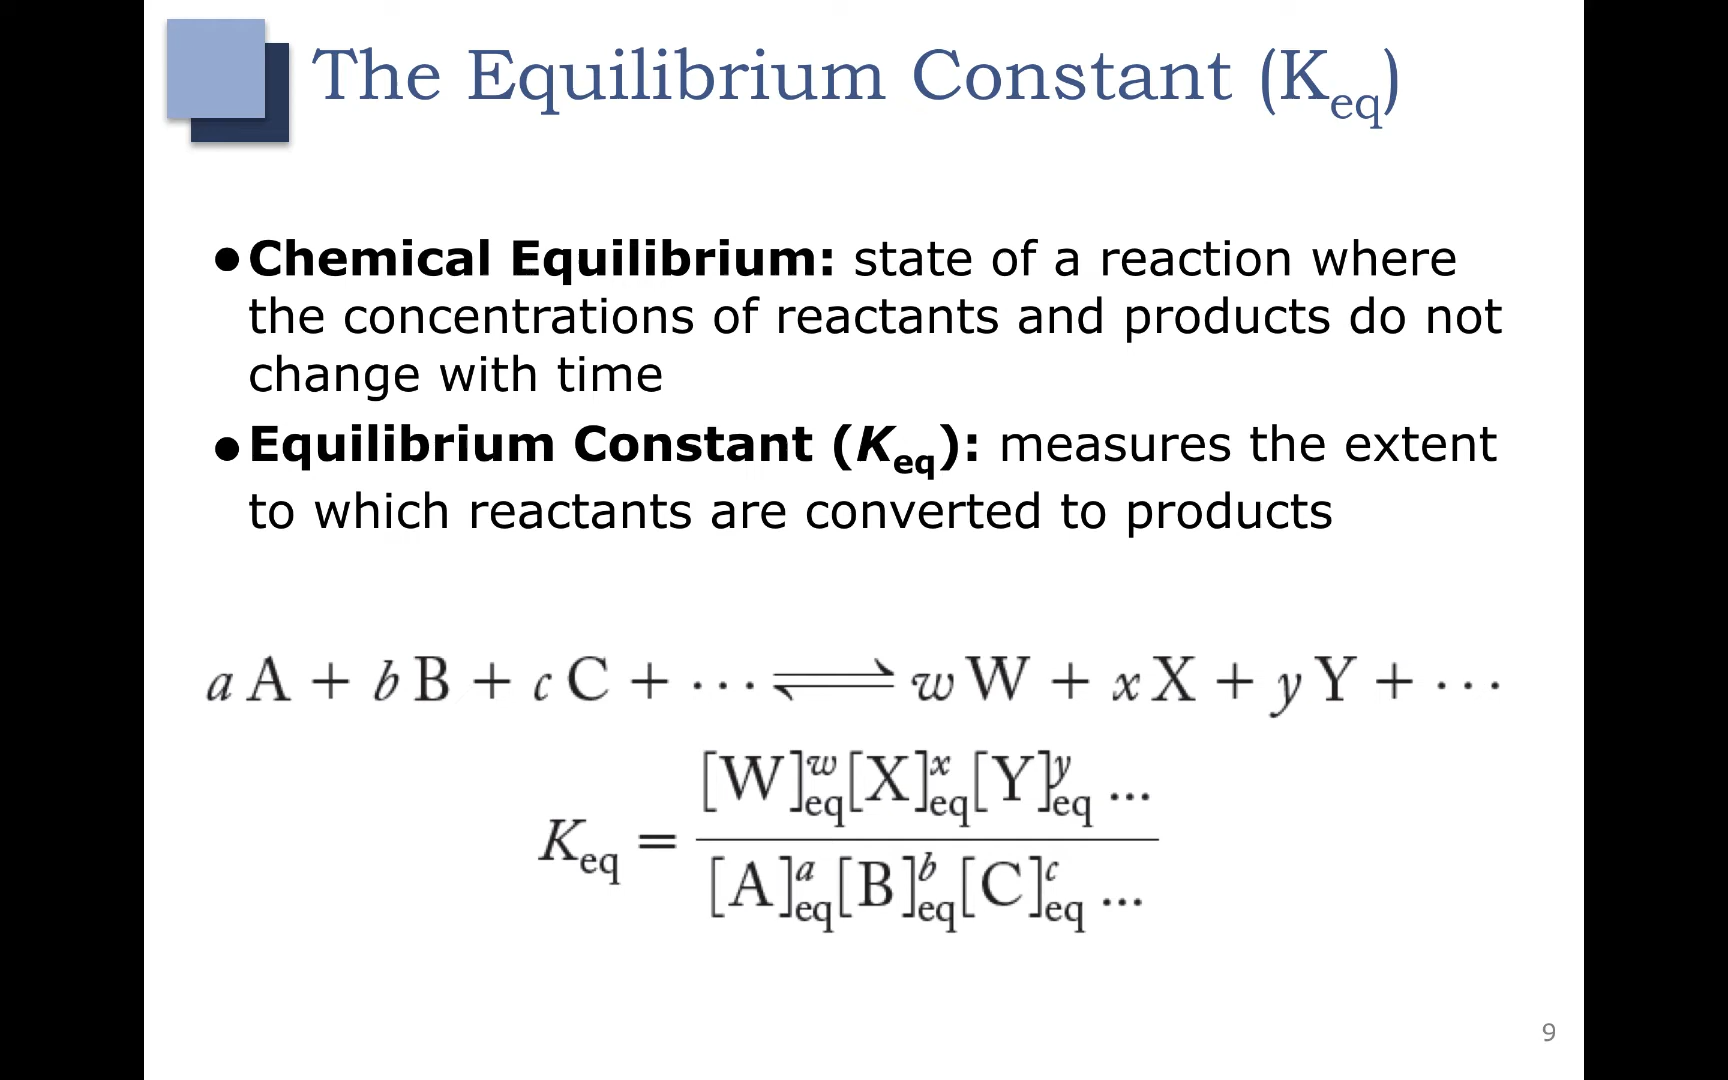 The Equilibrium Constant (K_eq)
●Chemical Equilibrium: state of a reaction where
the concentrations of reactants and products do not
change with time
●Equilibrium Constant (K_eq): measures the extent
to which reactants are converted to products
a A + b B + c C + ··· ⇌ w W + x X + y Y + ···
K_eq = \frac{[W]^w_eq[X]^x_eq[Y]^y_eq ...}{[A]^a_eq[B]^b_eq[C]^c_eq ...}
9